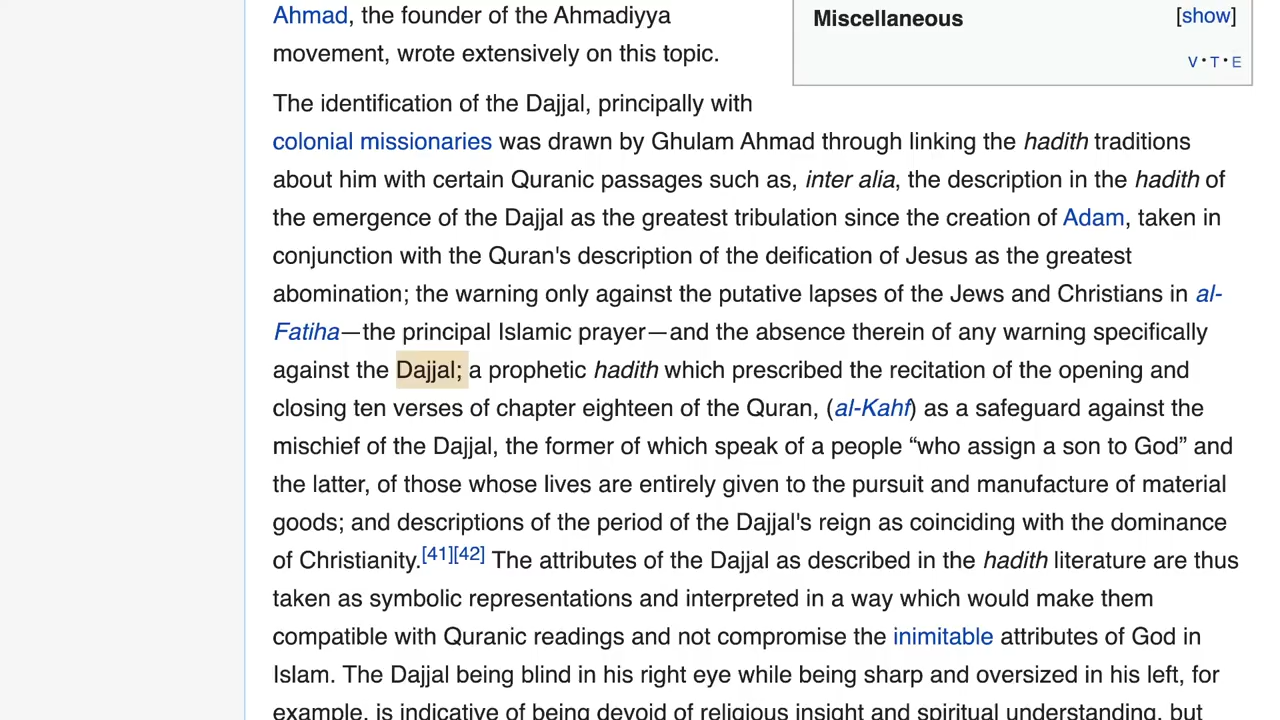 Ahmad, the founder of the Ahmadiyya
movement, wrote extensively on this topic.
Miscellaneous [show]
V • T • E
The identification of the Dajjal, principally with
colonial missionaries was drawn by Ghulam Ahmad through linking the hadith traditions
about him with certain Quranic passages such as, inter alia, the description in the hadith of
the emergence of the Dajjal as the greatest tribulation since the creation of Adam, taken in
conjunction with the Quran's description of the deification of Jesus as the greatest
abomination; the warning only against the putative lapses of the Jews and Christians in al-
Fatiha—the principal Islamic prayer—and the absence therein of any warning specifically
against the Dajjal; a prophetic hadith which prescribed the recitation of the opening and
closing ten verses of chapter eighteen of the Quran, (al-Kahf) as a safeguard against the
mischief of the Dajjal, the former of which speak of a people “who assign a son to God” and
the latter, of those whose lives are entirely given to the pursuit and manufacture of material
goods; and descriptions of the period of the Dajjal's reign as coinciding with the dominance
of Christianity.[41][42] The attributes of the Dajjal as described in the hadith literature are thus
taken as symbolic representations and interpreted in a way which would make them
compatible with Quranic readings and not compromise the inimitable attributes of God in
Islam. The Dajjal being blind in his right eye while being sharp and oversized in his left, for
example, is indicative of being devoid of religious insight and spiritual understanding, but